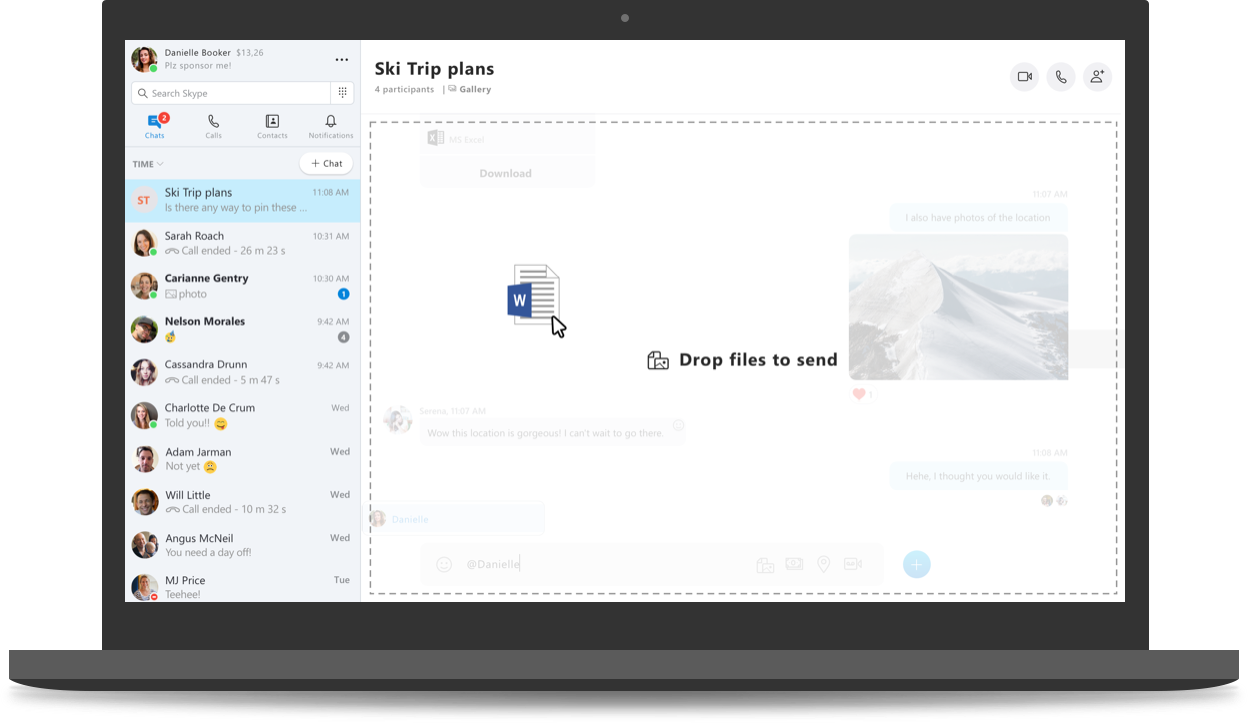 Danielle Booker $13,26
Plz sponsor me!
Search Skype
2
Chats Calls Contacts Notifications
TIME + Chat
ST
Ski Trip plans 11:08 AM
Is there any way to pin these ...
Sarah Roach 10:31 AM
Call ended - 26 m 23 s
Carianne Gentry 10:30 AM
photo 1
Nelson Morales 9:42 AM
4
Cassandra Drunn 9:42 AM
Call ended - 5 m 47 s
Charlotte De Crum Wed
Told you!! 😋
Adam Jarman Wed
Not yet ☹️
Will Little Wed
Call ended - 10 m 32 s
Angus McNeil Wed
You need a day off!
MJ Price Tue
Teehee!
Ski Trip plans
4 participants | Gallery
MS Excel
Download
11:07 AM
I also have photos of the location
W
Drop files to send
1
Serena, 11:07 AM
Wow this location is gorgeous! I can't wait to go there.
11:08 AM
Hehe, I thought you would like it.
Danielle
@Danielle